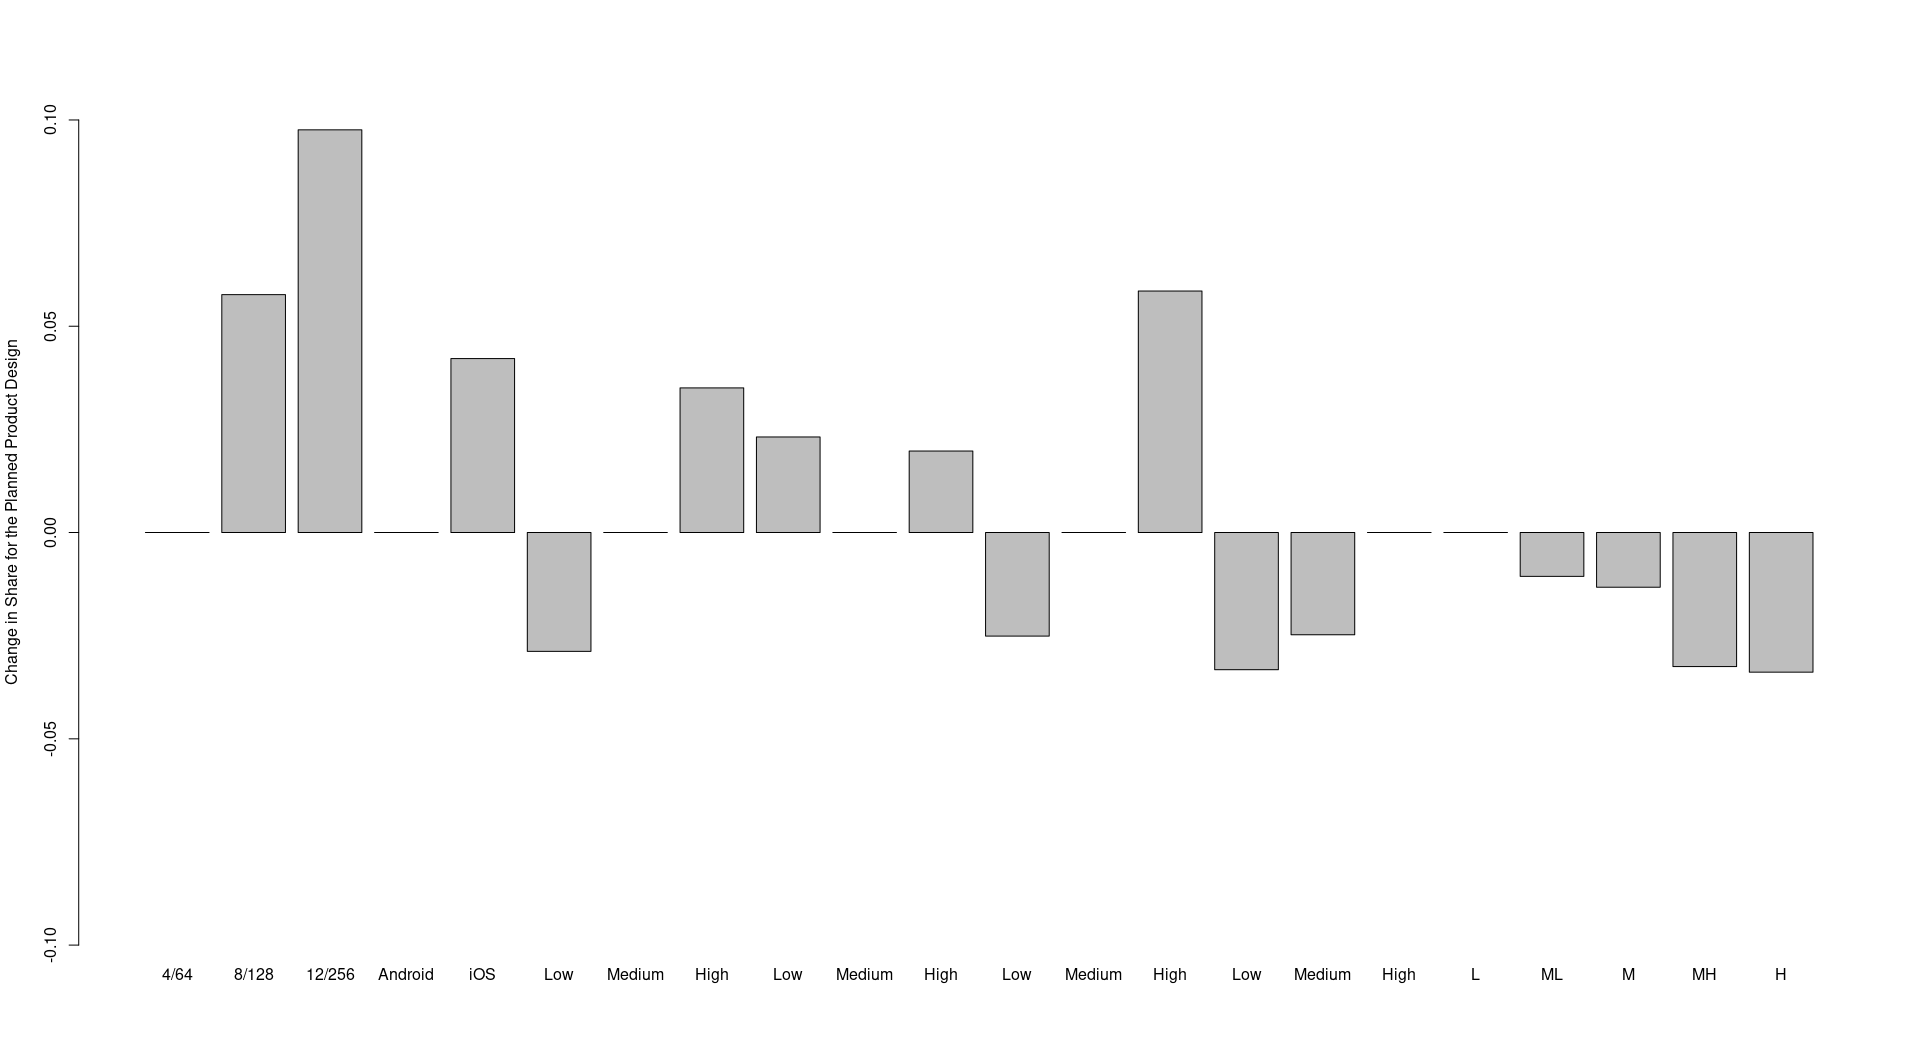 Change in Share for the Planned Product Design
0.10
0.05
0.00
-0.05
-0.10
4/64 8/128 12/256 Android iOS Low Medium High Low Medium High Low Medium High Low Medium High L ML M MH H